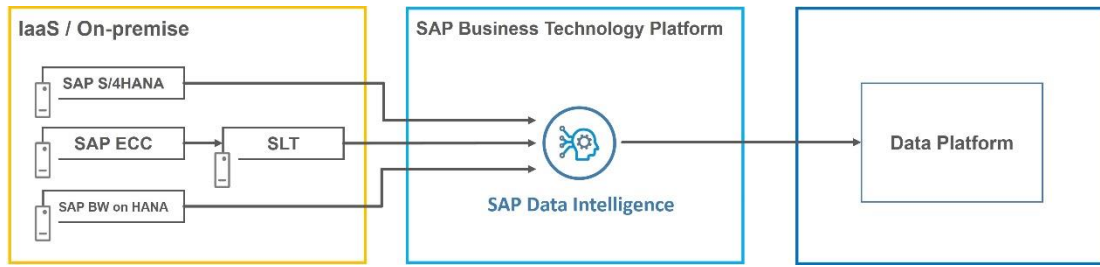 IaaS / On-premise
SAP S/4HANA
SAP ECC
SLT
SAP BW on HANA
SAP Business Technology Platform
SAP Data Intelligence
Data Platform